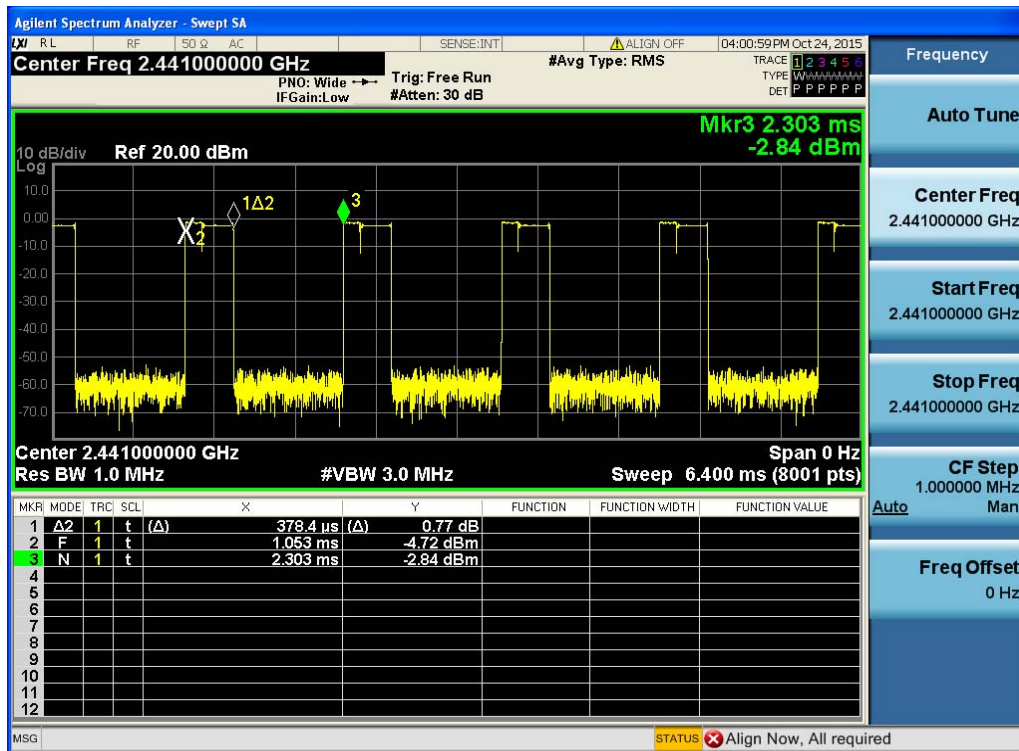 Agilent Spectrum Analyzer - Swept SA
LXI RL RF 50 Ω AC SENSE:INT ALIGN OFF 04:00:59PM Oct 24, 2015
Center Freq 2.441000000 GHz
PNO: Wide
IFGain:Low
Trig: Free Run
#Atten: 30 dB
#Avg Type: RMS
TRACE 1 2 3 4 5 6
TYPE WWWWWW
DET P P P P P P
Mkr3 2.303 ms
-2.84 dBm
10 dB/div Ref 20.00 dBm
Log
10.0
0.00
-10.0
-20.0
-30.0
-40.0
-50.0
-60.0
-70.0
X2
1Δ2
3
Center 2.441000000 GHz Span 0 Hz
Res BW 1.0 MHz #VBW 3.0 MHz Sweep 6.400 ms (8001 pts)
MKR MODE TRC SCL X Y FUNCTION FUNCTION WIDTH FUNCTION VALUE
1 Δ2 1 t (Δ) 378.4 µs (Δ) 0.77 dB
2 F 1 t 1.053 ms -4.72 dBm
3 N 1 t 2.303 ms -2.84 dBm
4
5
6
7
8
9
10
11
12
MSG STATUS Align Now, All required
Frequency
Auto Tune
Center Freq
2.441000000 GHz
Start Freq
2.441000000 GHz
Stop Freq
2.441000000 GHz
CF Step
1.000000 MHz
Auto Man
Freq Offset
0 Hz